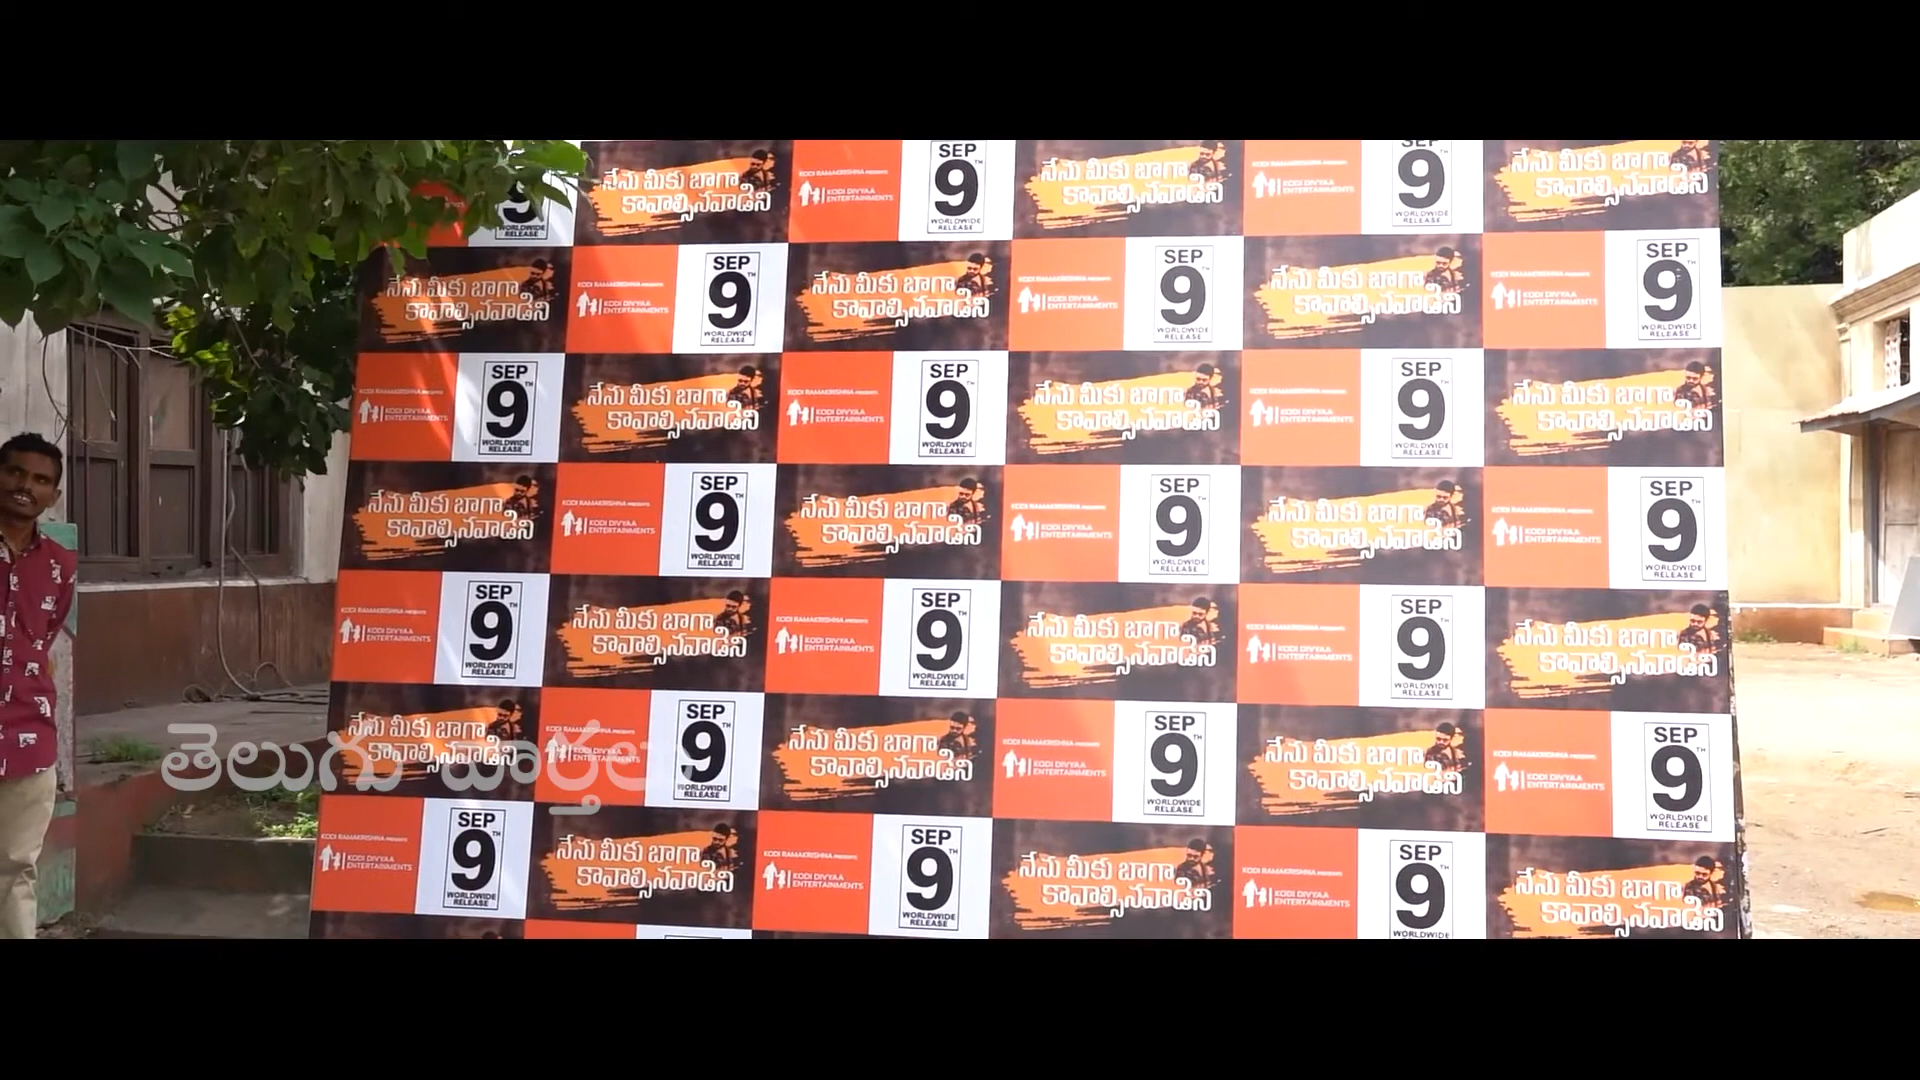 నేను మీకు బాగా
కావాల్సినవాడిని
KODI RAMAKRISHNA PRESENTS
KODI DIVYAA
ENTERTAINMENTS
SEP
9TH
WORLDWIDE
RELEASE
తెలుగు వార్తలు